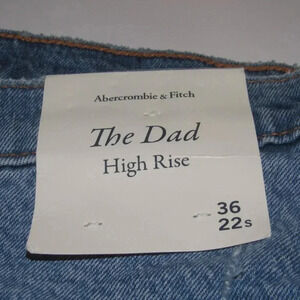 Abercrombie & Fitch
The Dad
High Rise
36
22s